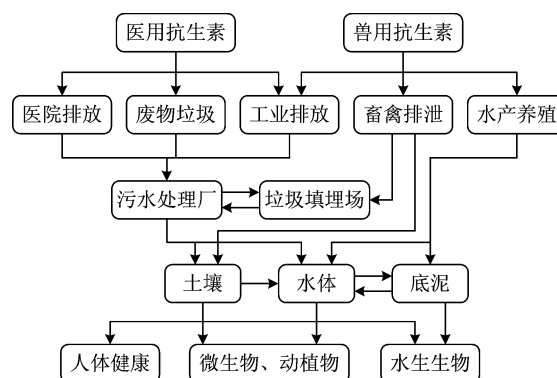 医用抗生素 兽用抗生素
医院排放 废物垃圾 工业排放 畜禽排泄 水产养殖
污水处理厂 垃圾填埋场
土壤 水体 底泥
人体健康 微生物、动植物 水生生物